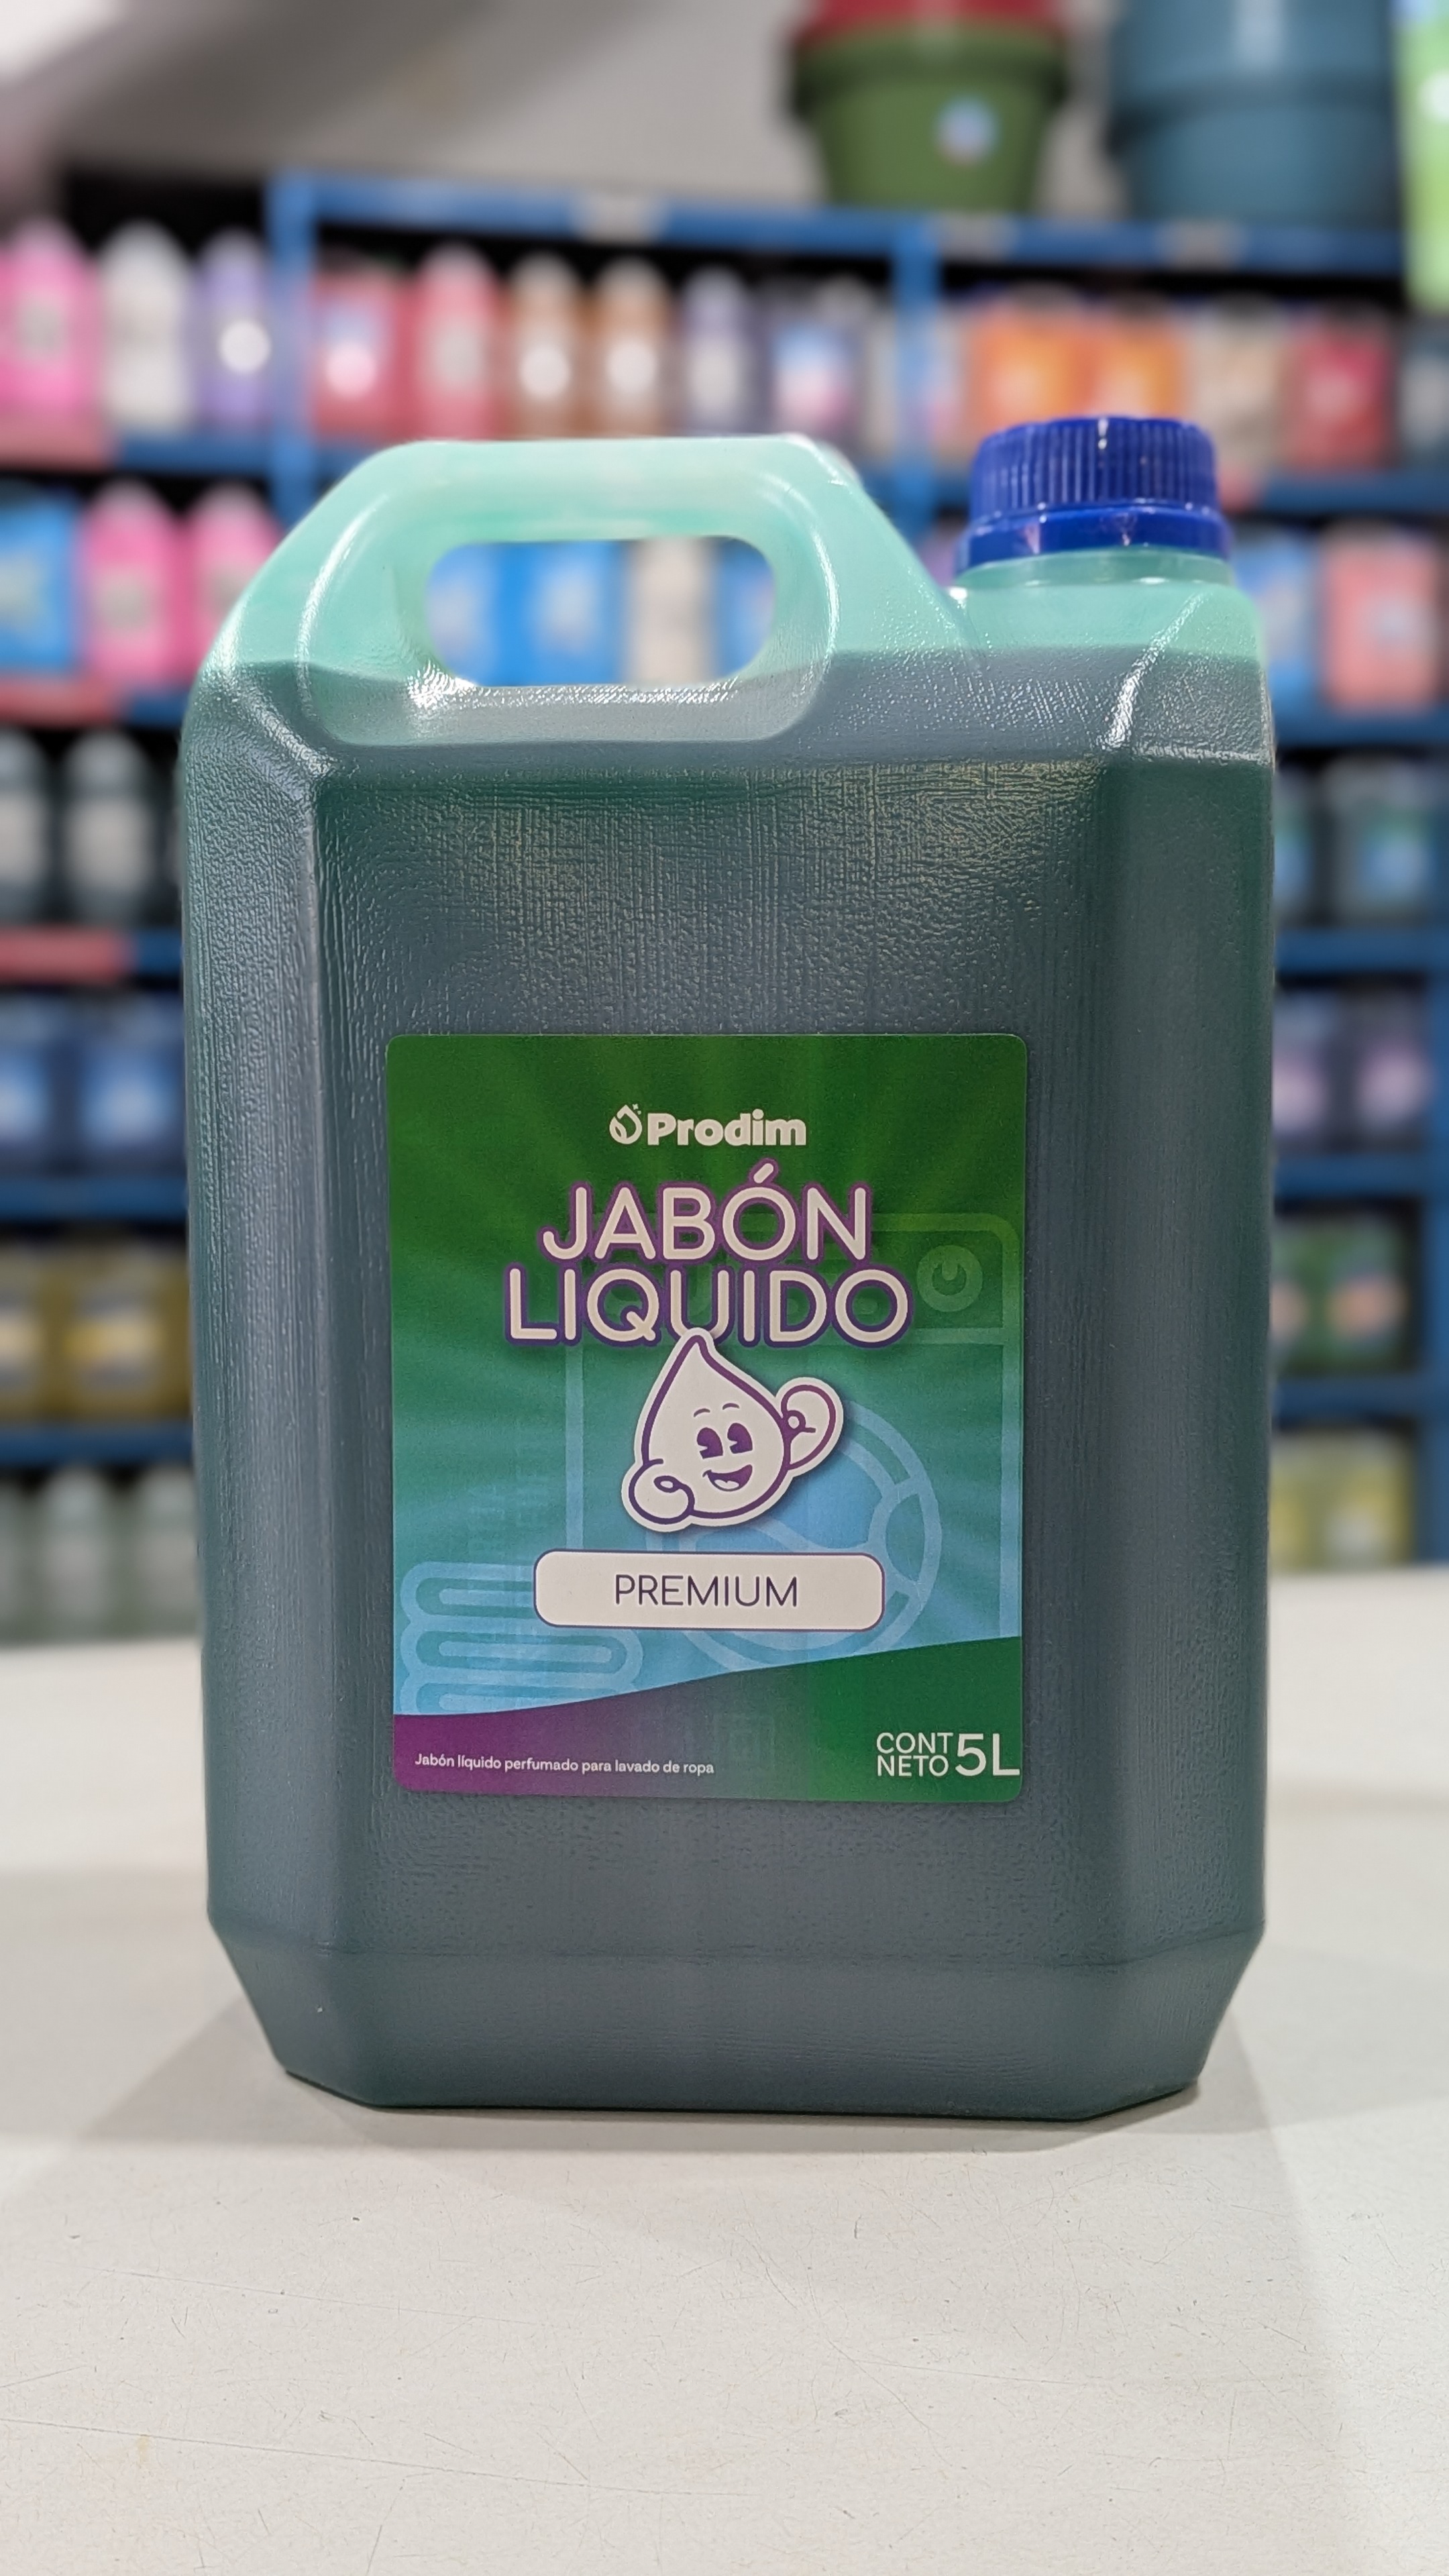 Prodim
JABÓN
LIQUIDO
PREMIUM
Jabón líquido perfumado para lavado de ropa
CONT
NETO 5L